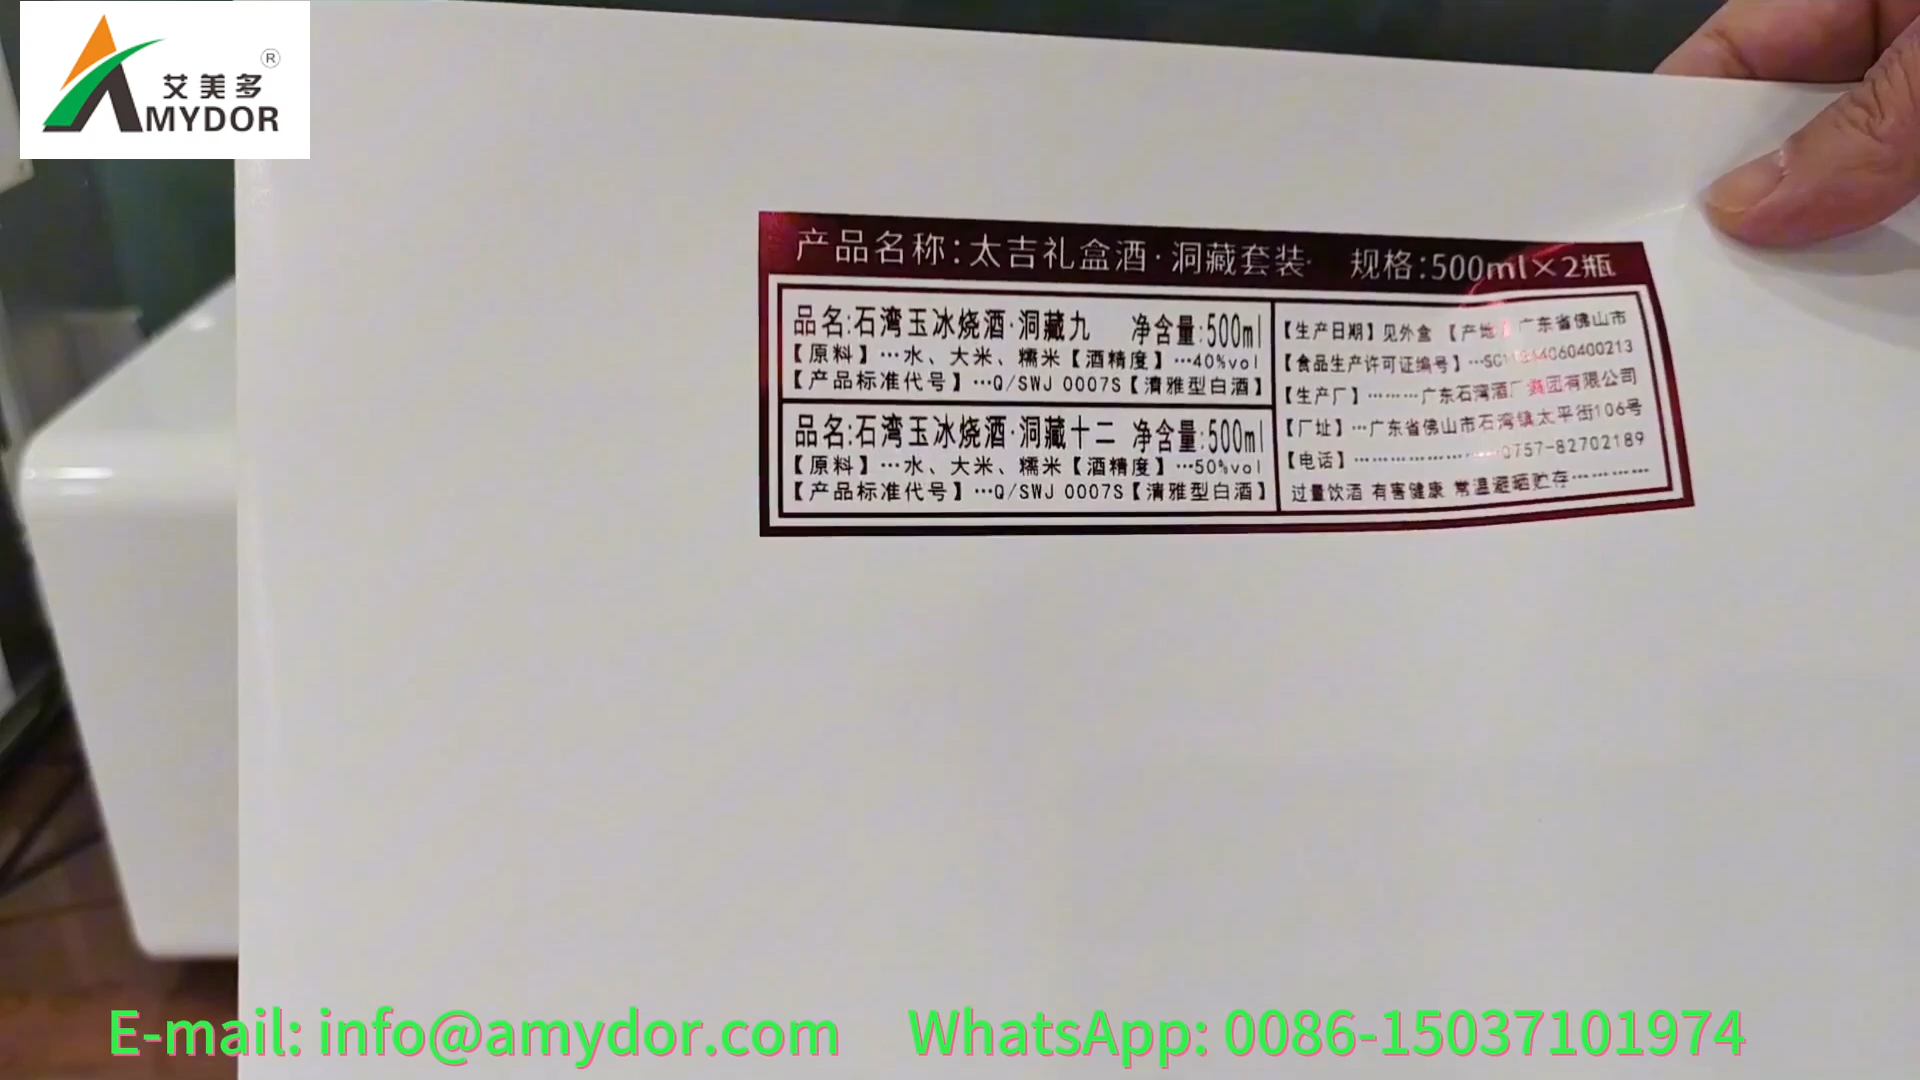 艾美多
®
AMYDOR
产品名称:太吉礼盒酒·洞藏套装· 规格:500ml×2瓶
品名:石湾玉冰烧酒·洞藏九 净含量:500ml
【原料】…水、大米、糯米【酒精度】…40%vol
【产品标准代号】…Q/SWJ 0007S【清雅型白酒】
品名:石湾玉冰烧酒·洞藏十二 净含量:500ml
【原料】…水、大米、糯米【酒精度】…50%vol
【产品标准代号】…Q/SWJ 0007S【清雅型白酒】
【生产日期】见外盒 【产地】广东省佛山市
【食品生产许可证编号】…
【生产厂】………广东石湾酒厂集团有限公司
【厂址】…广东省佛山市石湾镇太平街106号
【电话】……………………0757-82702189
过量饮酒 有害健康 常温避晒贮存…………
E-mail: info@amydor.com WhatsApp: 0086-15037101974